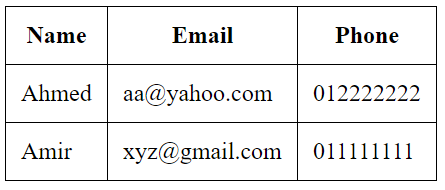 Name Email Phone
Ahmed aa@yahoo.com 012222222
Amir xyz@gmail.com 011111111